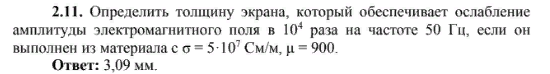 2.11. Определить толщину экрана, который обеспечивает ослабление
амплитуды электромагнитного поля в 10⁴ раза на частоте 50 Гц, если он
выполнен из материала с σ = 5·10⁷ См/м, μ = 900.
Ответ: 3,09 мм.